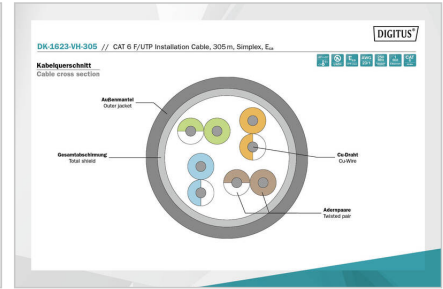 DIGITUS®
DK-1623-VH-305 // CAT 6 F/UTP Installation Cable, 305 m, Simplex, Eca
Kabelquerschnitt
Cable cross section
Außenmantel
Outer jacket
Gesamtabschirmung
Total shield
Cu-Draht
Cu-Wire
Adernpaare
Twisted pair